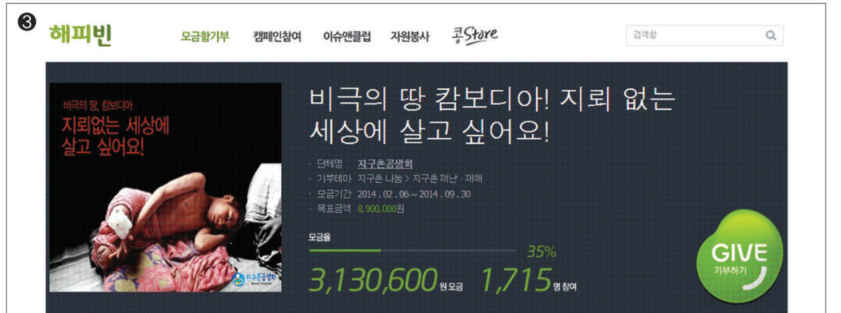 ❸
해피빈
모금함기부 캠페인참여 이슈앤클럽 자원봉사 콩Store
검색창
비극의 땅, 캄보디아
지뢰없는 세상에
살고 싶어요!
지구촌공생회
비극의 땅 캄보디아! 지뢰 없는
세상에 살고 싶어요!
· 단체명 지구촌공생회
· 기부테마 지구촌 나눔 > 지구촌 재난 · 재해
· 모금기간 2014.02.06 ~ 2014.09.30
· 목표금액 8,900,000원
모금율
35%
3,130,600 원 모금 1,715 명 참여
GIVE
기부하기